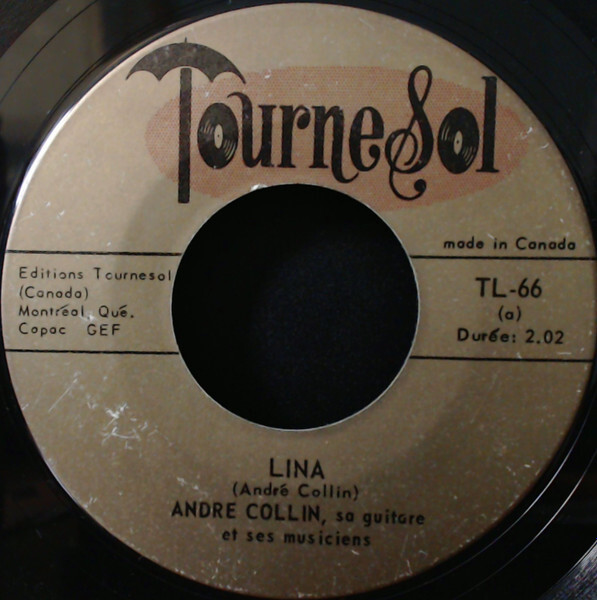 TourneSol
made in Canada
Editions Tournesol
(Canada)
Montréal, Qué.
Capac GEF
TL-66
(a)
Durée: 2.02
LINA
(André Collin)
ANDRE COLLIN, sa guitare
et ses musiciens